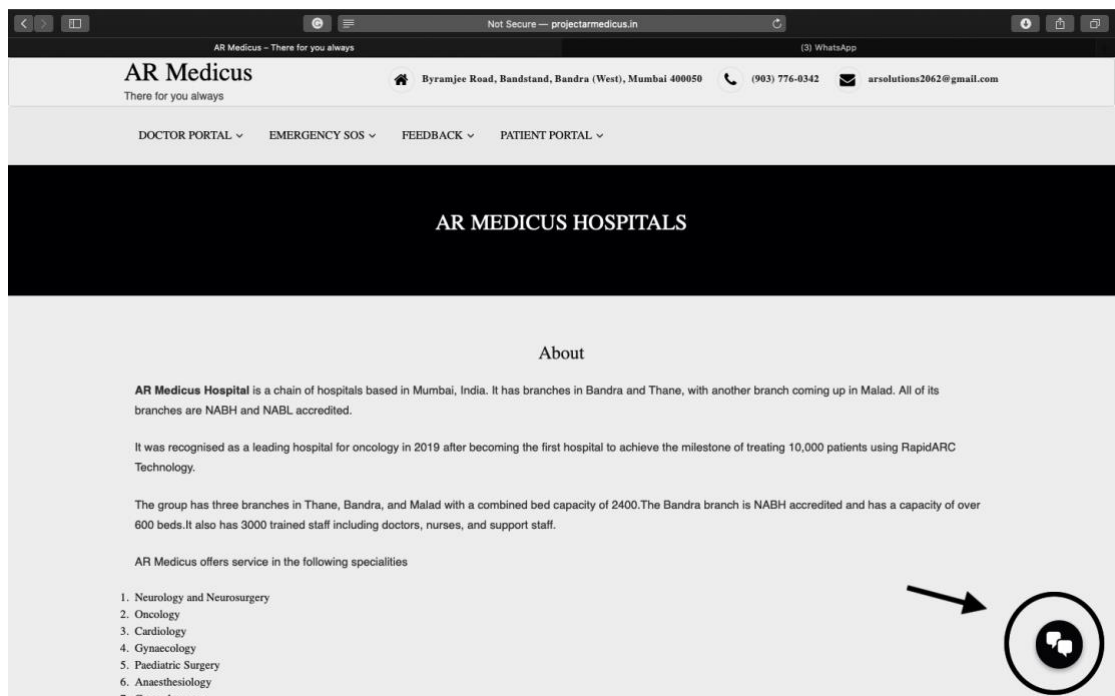 Not Secure — projectarmedicus.in
AR Medicus – There for you always
(3) WhatsApp
AR Medicus
There for you always
Byramjee Road, Bandstand, Bandra (West), Mumbai 400050
(903) 776-0342
arsolutions2062@gmail.com
DOCTOR PORTAL
EMERGENCY SOS
FEEDBACK
PATIENT PORTAL
AR MEDICUS HOSPITALS
About
AR Medicus Hospital is a chain of hospitals based in Mumbai, India. It has branches in Bandra and Thane, with another branch coming up in Malad. All of its
branches are NABH and NABL accredited.
It was recognised as a leading hospital for oncology in 2019 after becoming the first hospital to achieve the milestone of treating 10,000 patients using RapidARC
Technology.
The group has three branches in Thane, Bandra, and Malad with a combined bed capacity of 2400.The Bandra branch is NABH accredited and has a capacity of over
600 beds.It also has 3000 trained staff including doctors, nurses, and support staff.
AR Medicus offers service in the following specialities
1. Neurology and Neurosurgery
2. Oncology
3. Cardiology
4. Gynaecology
5. Paediatric Surgery
6. Anaesthesiology